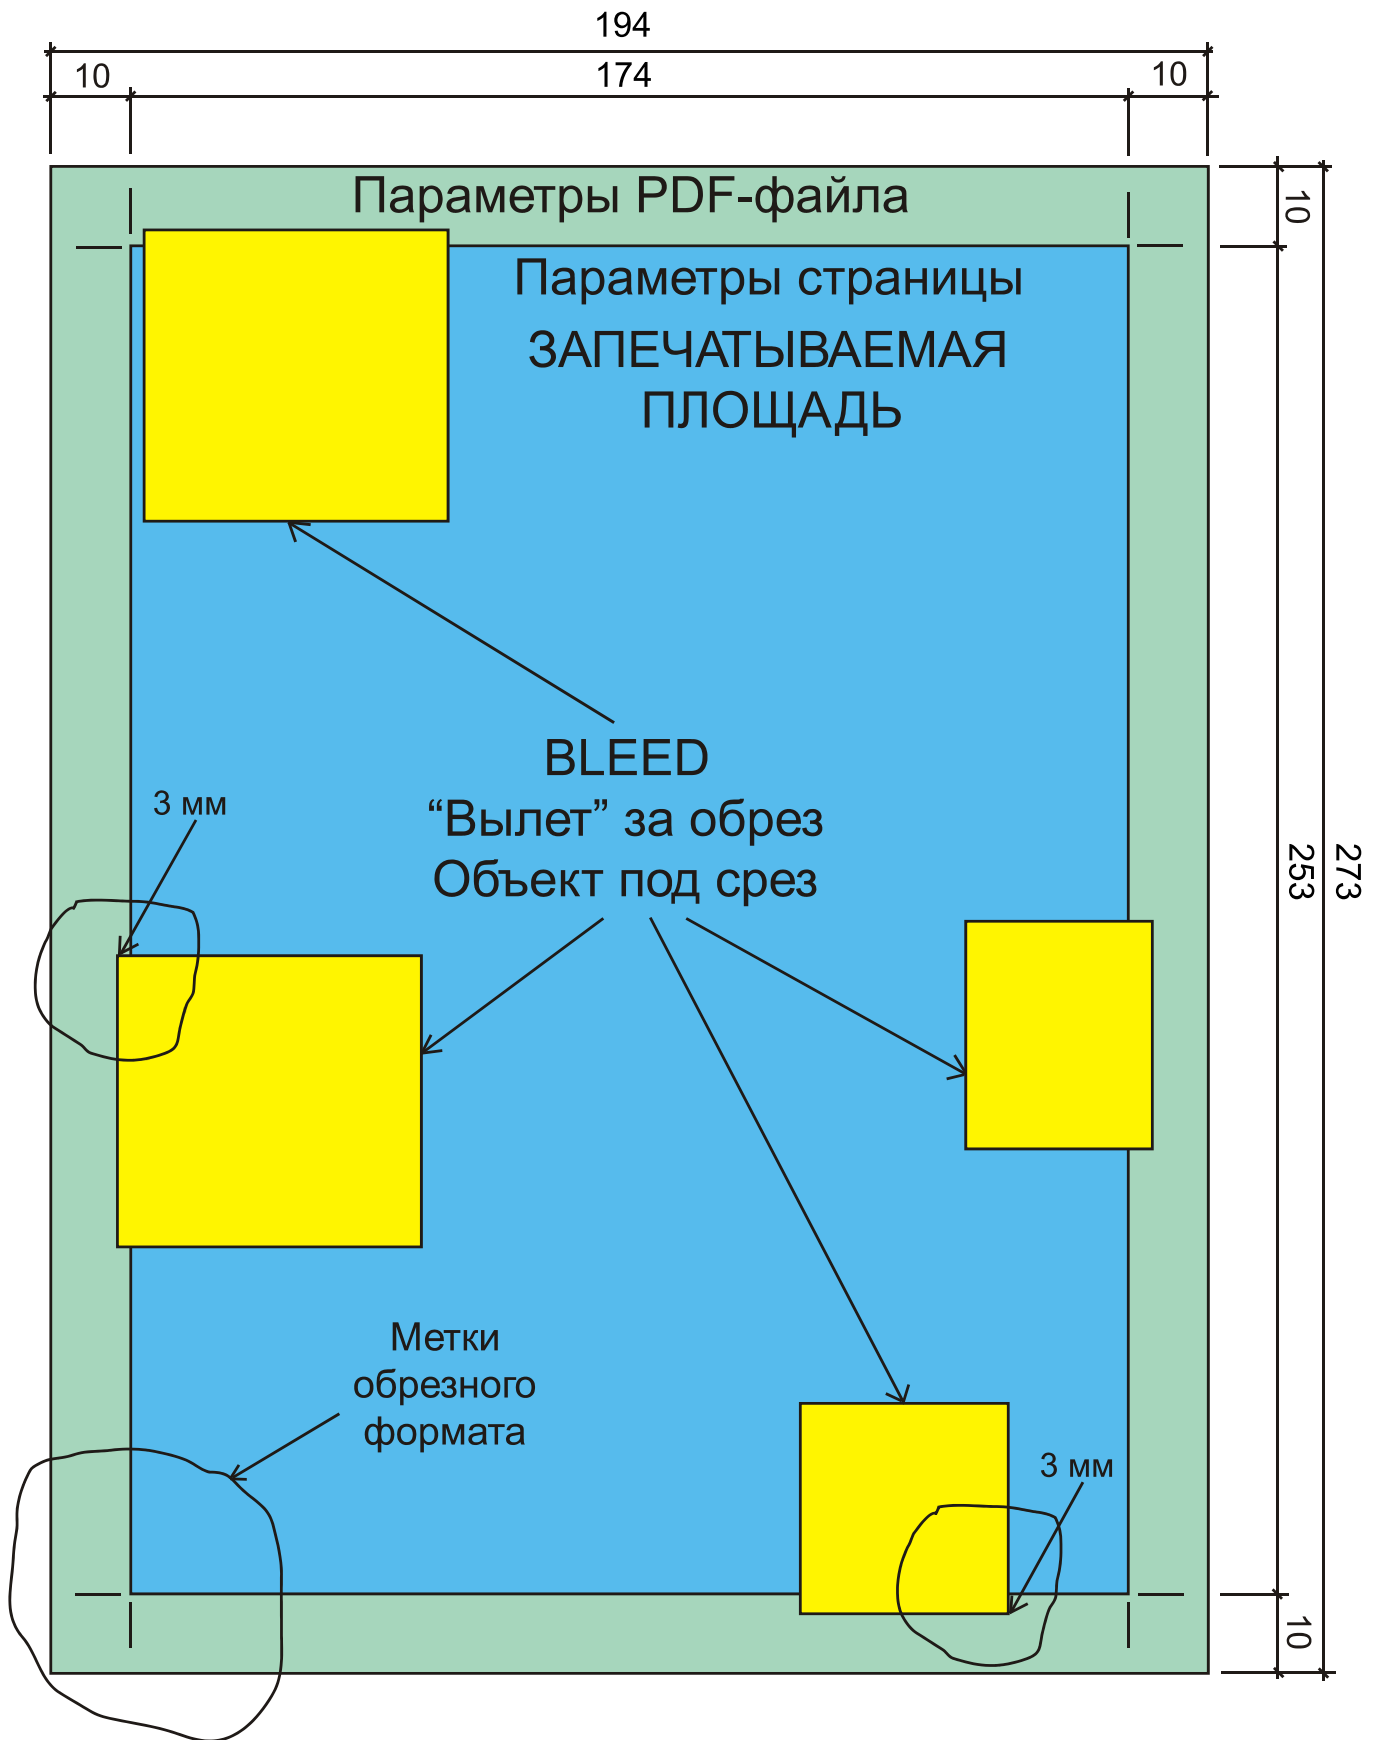 194
10
174
10
Параметры PDF-файла
10
Параметры страницы
ЗАПЕЧАТЫВАЕМАЯ
ПЛОЩАДЬ
BLEED
“Вылет” за обрез
Объект под срез
3 мм
253
273
Метки
обрезного
формата
3 мм
10